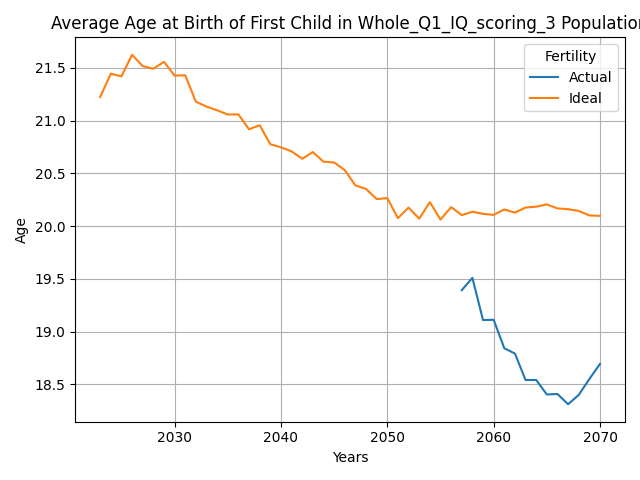 Average Age at Birth of First Child in Whole_Q1_IQ_scoring_3 Population
Fertility
Actual
Ideal
21.5
21.0
20.5
20.0
19.5
19.0
18.5
Age
2030 2040 2050 2060 2070
Years